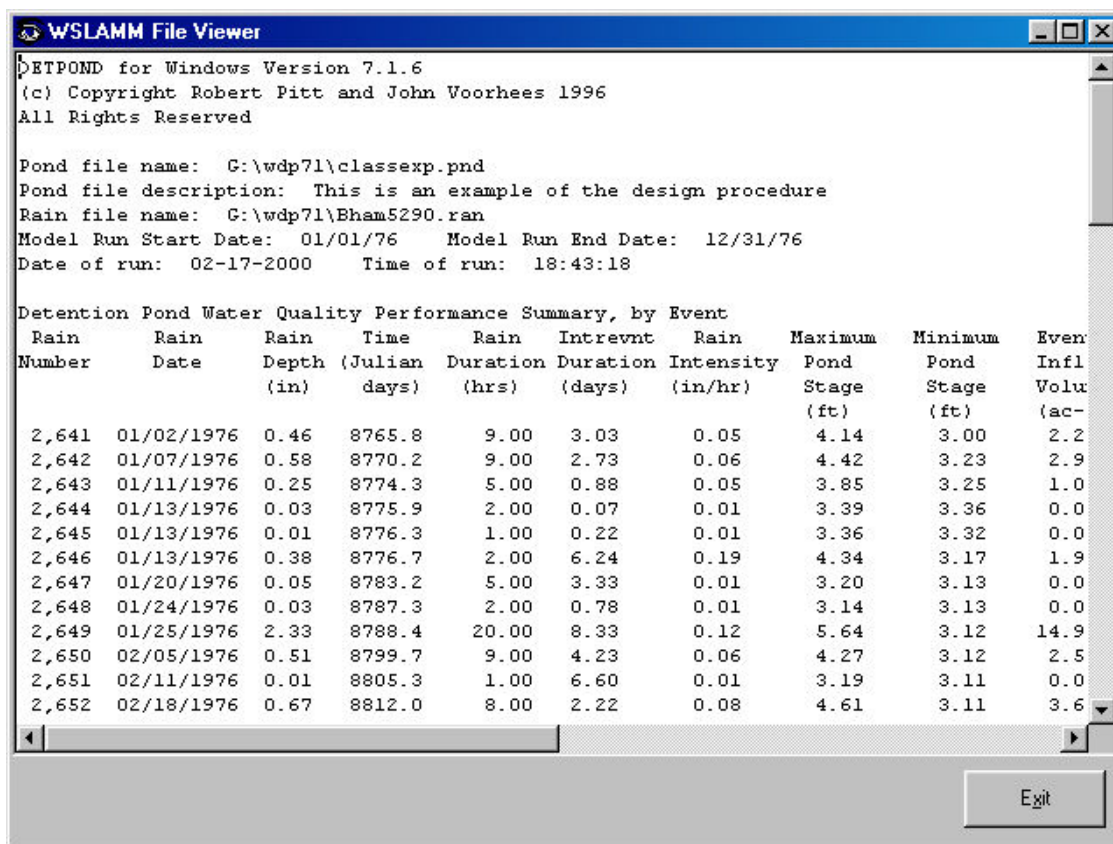 WSLAMM File Viewer
DETPOND for Windows Version 7.1.6
(c) Copyright Robert Pitt and John Voorhees 1996
All Rights Reserved
Pond file name:  G:\wdp71\classexp.pnd
Pond file description:  This is an example of the design procedure
Rain file name:  G:\wdp71\Bham5290.ran
Model Run Start Date:  01/01/76    Model Run End Date:  12/31/76
Date of run:  02-17-2000    Time of run:  18:43:18
Detention Pond Water Quality Performance Summary, by Event
Rain Rain Rain Time Rain Intrevnt Rain Maximum Minimum Even
Number Date Depth (Julian Duration Duration Intensity Pond Pond Infl
(in) days) (hrs) (days) (in/hr) Stage Stage Volu
(ft) (ft) (ac-
2,641 01/02/1976 0.46 8765.8 9.00 3.03 0.05 4.14 3.00 2.2
2,642 01/07/1976 0.58 8770.2 9.00 2.73 0.06 4.42 3.23 2.9
2,643 01/11/1976 0.25 8774.3 5.00 0.88 0.05 3.85 3.25 1.0
2,644 01/13/1976 0.03 8775.9 2.00 0.07 0.01 3.39 3.36 0.0
2,645 01/13/1976 0.01 8776.3 1.00 0.22 0.01 3.36 3.32 0.0
2,646 01/13/1976 0.38 8776.7 2.00 6.24 0.19 4.34 3.17 1.9
2,647 01/20/1976 0.05 8783.2 5.00 3.33 0.01 3.20 3.13 0.0
2,648 01/24/1976 0.03 8787.3 2.00 0.78 0.01 3.14 3.13 0.0
2,649 01/25/1976 2.33 8788.4 20.00 8.33 0.12 5.64 3.12 14.9
2,650 02/05/1976 0.51 8799.7 9.00 4.23 0.06 4.27 3.12 2.5
2,651 02/11/1976 0.01 8805.3 1.00 6.60 0.01 3.19 3.11 0.0
2,652 02/18/1976 0.67 8812.0 8.00 2.22 0.08 4.61 3.11 3.6
Exit